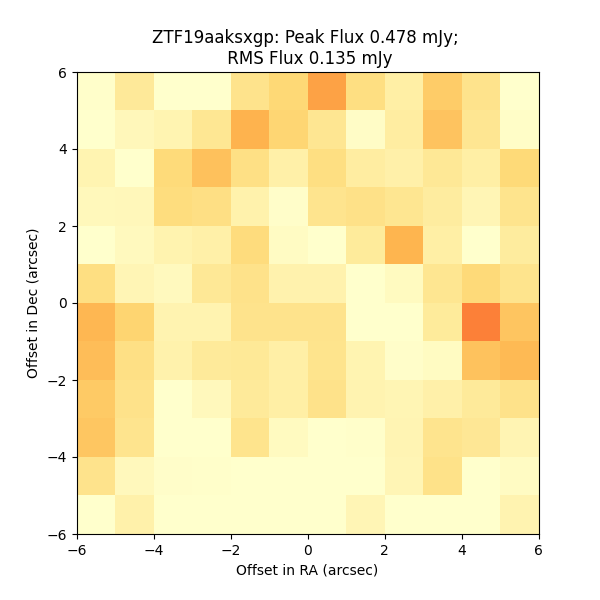 ZTF19aaksxgp: Peak Flux 0.478 mJy;
RMS Flux 0.135 mJy
6
4
2
0
−2
−4
−6
Offset in Dec (arcsec)
−6 −4 −2 0 2 4 6
Offset in RA (arcsec)